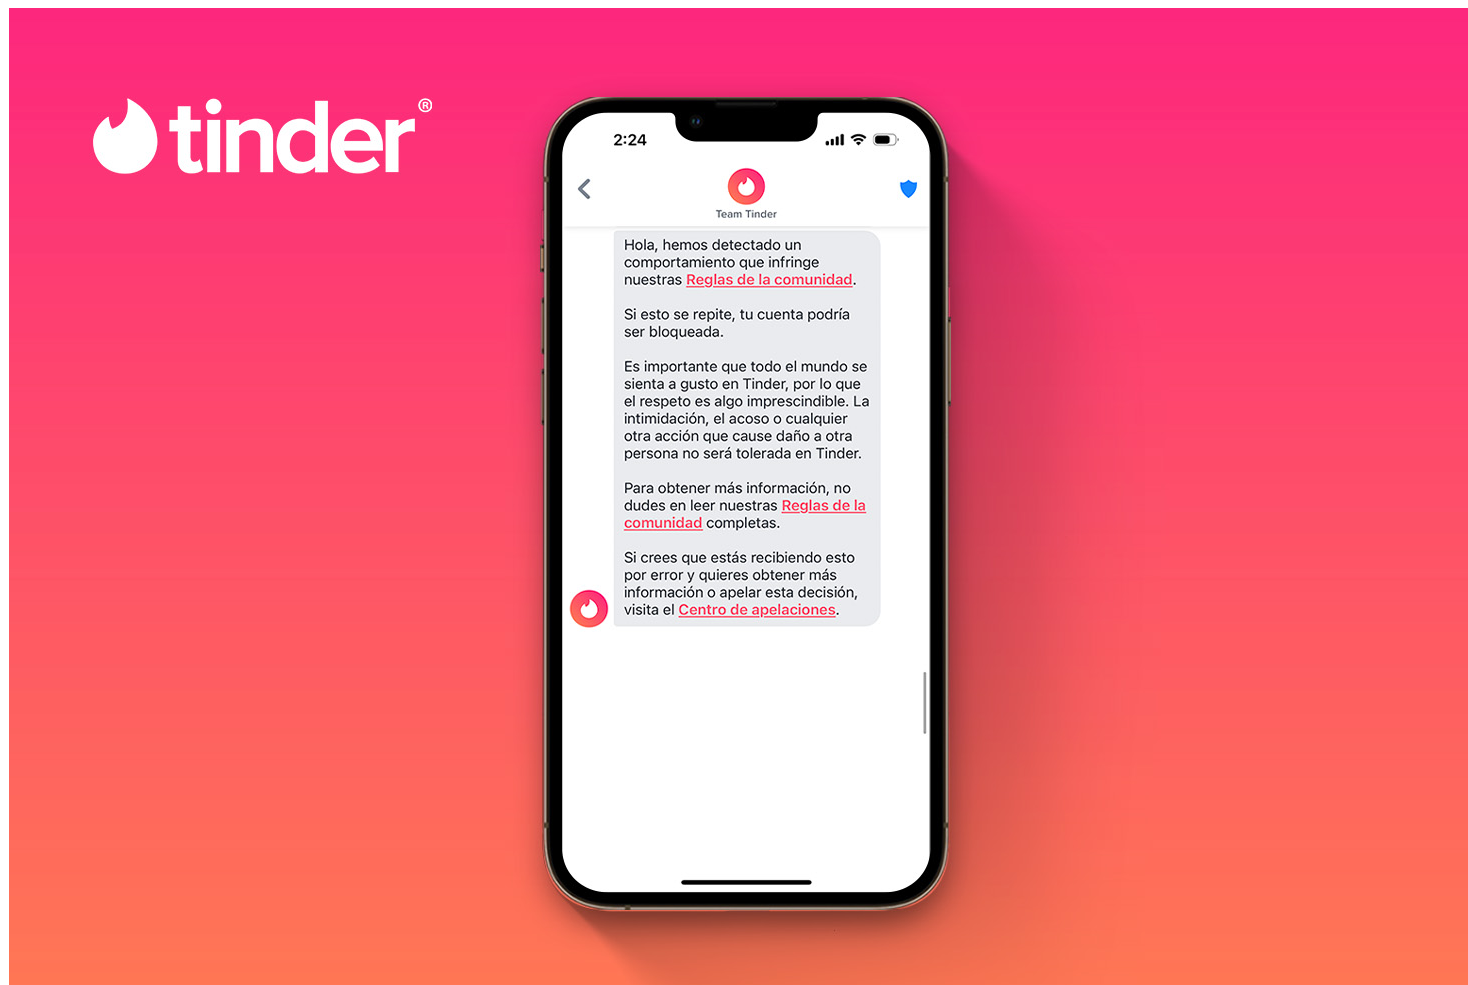 tinder®
2:24
Team Tinder
Hola, hemos detectado un
comportamiento que infringe
nuestras Reglas de la comunidad.
Si esto se repite, tu cuenta podría
ser bloqueada.
Es importante que todo el mundo se
sienta a gusto en Tinder, por lo que
el respeto es algo imprescindible. La
intimidación, el acoso o cualquier
otra acción que cause daño a otra
persona no será tolerada en Tinder.
Para obtener más información, no
dudes en leer nuestras Reglas de la
comunidad completas.
Si crees que estás recibiendo esto
por error y quieres obtener más
información o apelar esta decisión,
visita el Centro de apelaciones.